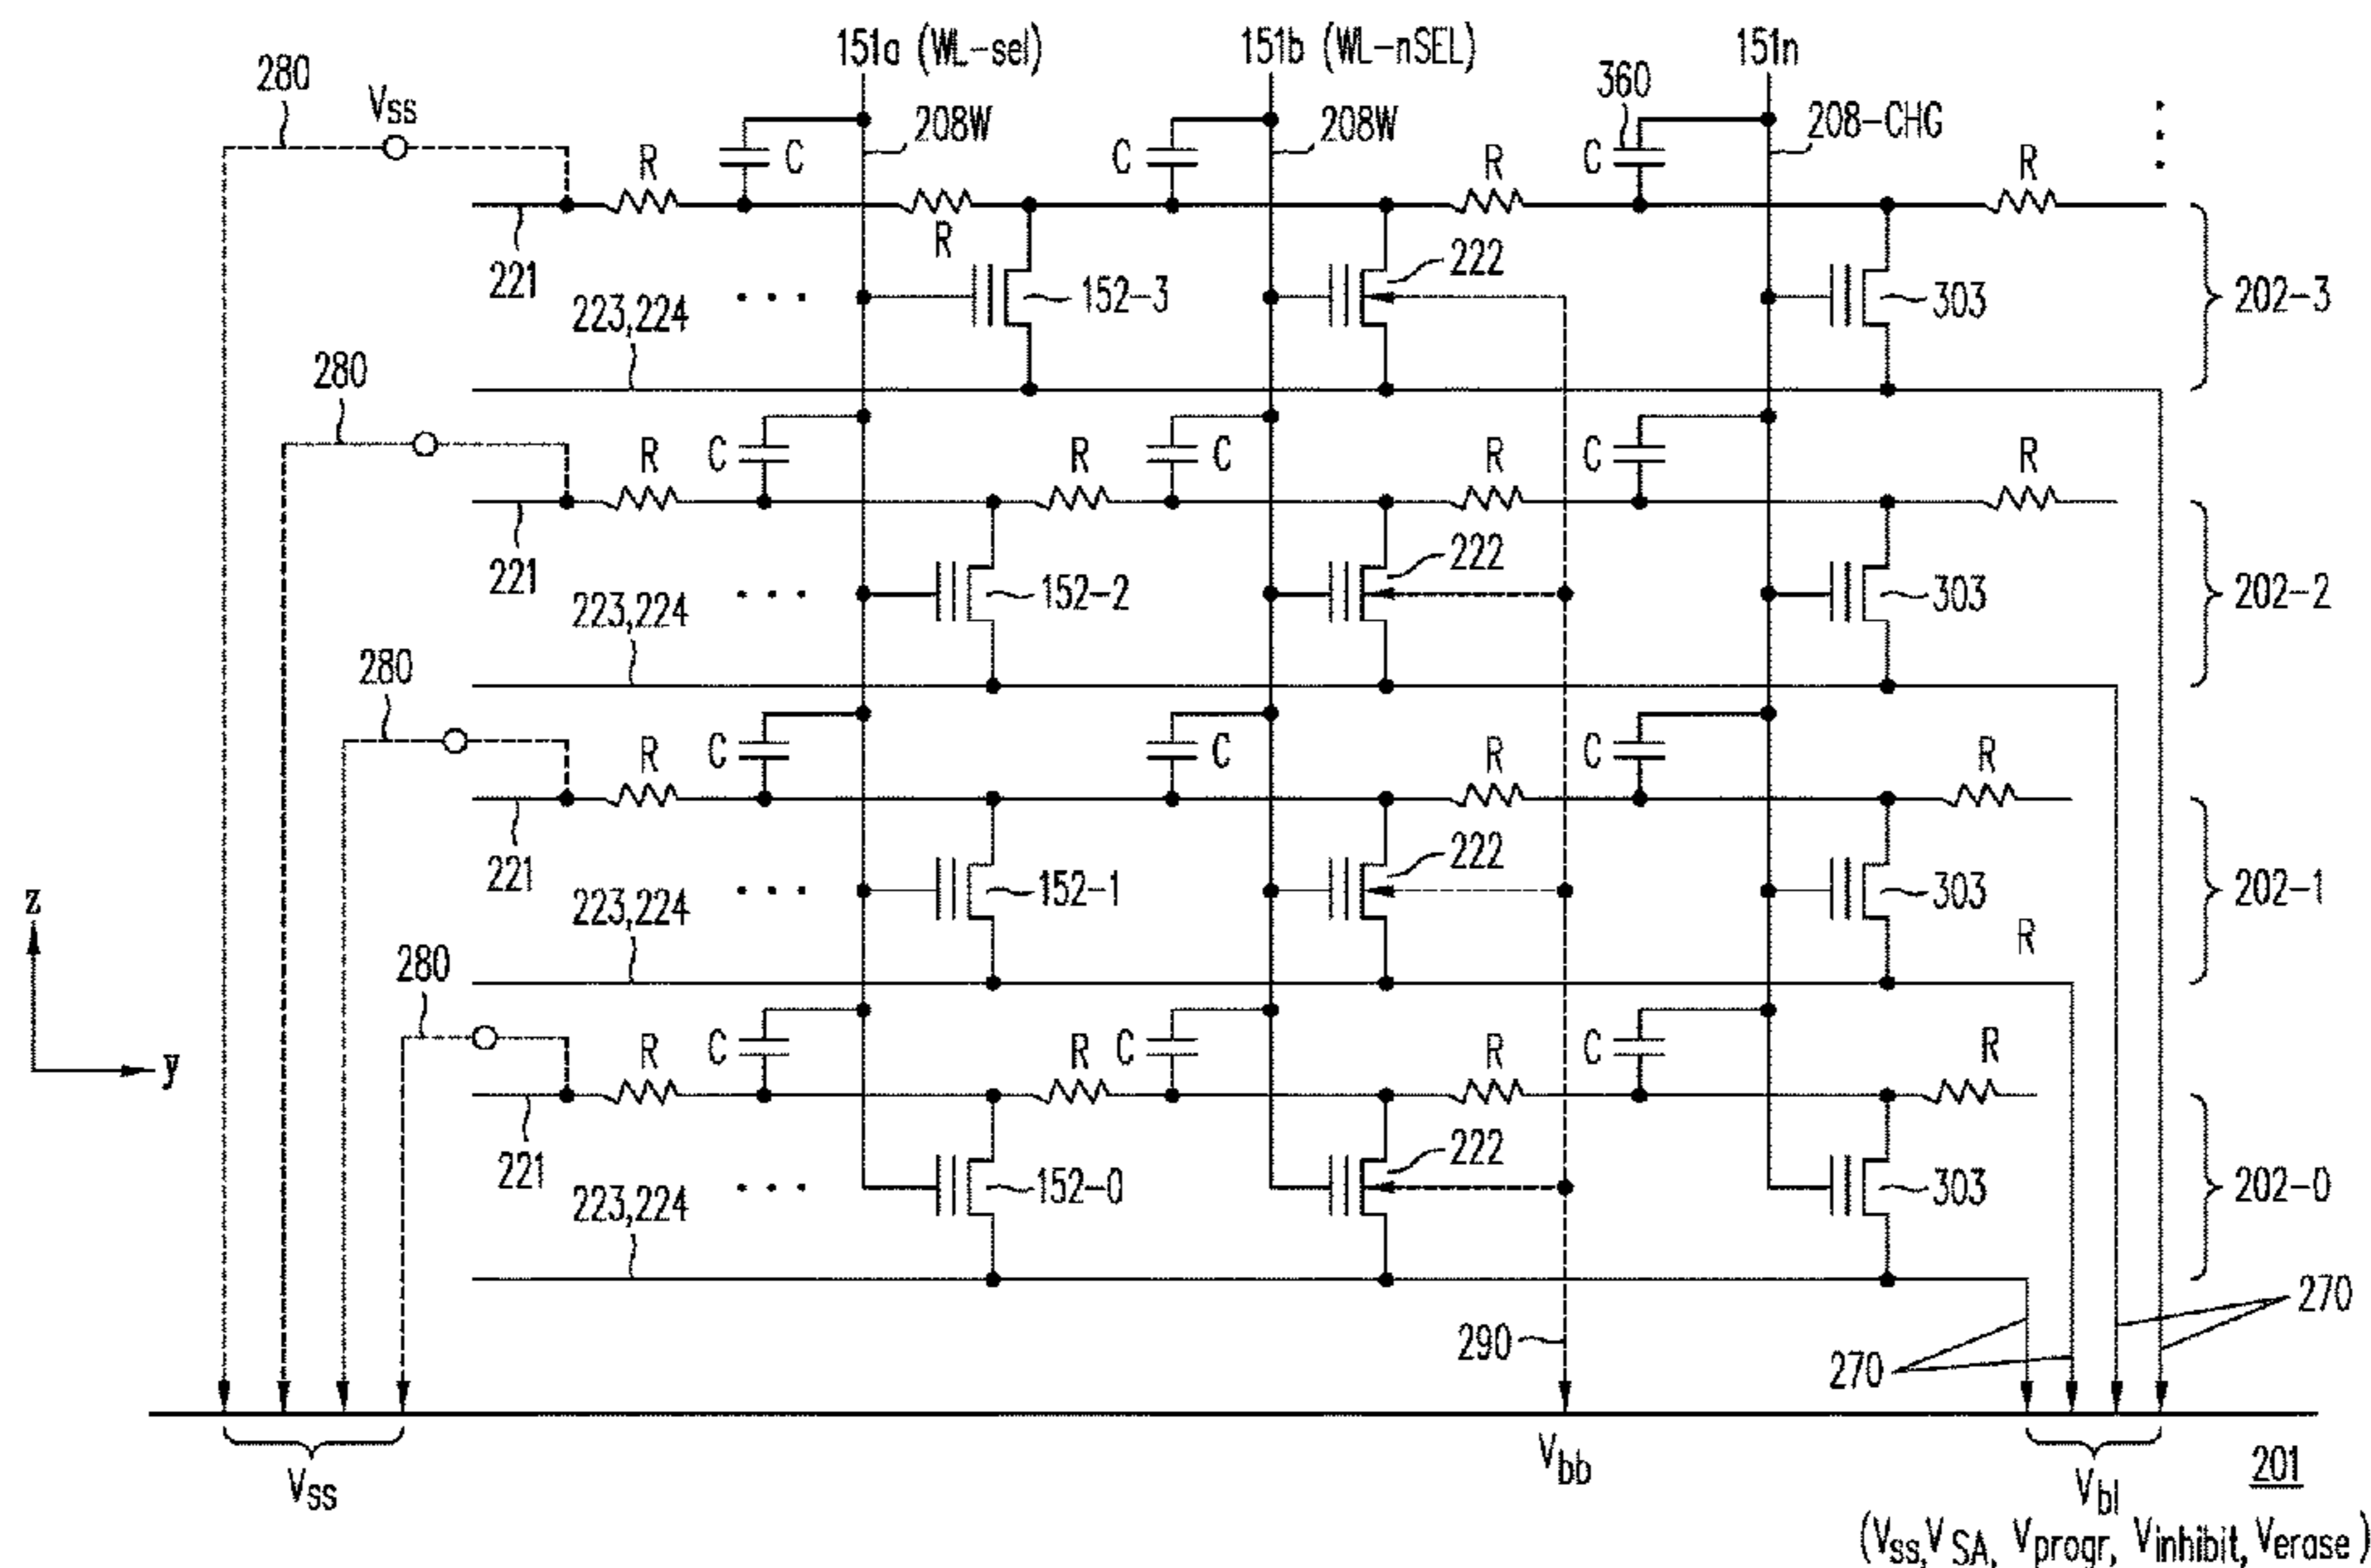 151a (WL-sel) 151b (WL-nSEL) 151n
280 Vss 360
208W 208W 208-CHG
R C C R C R
R
221 222
152-3 303 202-3
223,224 . . .
280
R C R C R C R
221 222
152-2 303 202-2
223,224 . . .
280
R C C R C R
221 222
152-1 303 202-1
223,224 . . .
R
280
R C R C R C R
221 222
152-0 303 202-0
223,224 . . .
z
y
290 270 270
Vss Vbb Vbl 201
(Vss, VSA, Vprogr, Vinhibit, Verase)